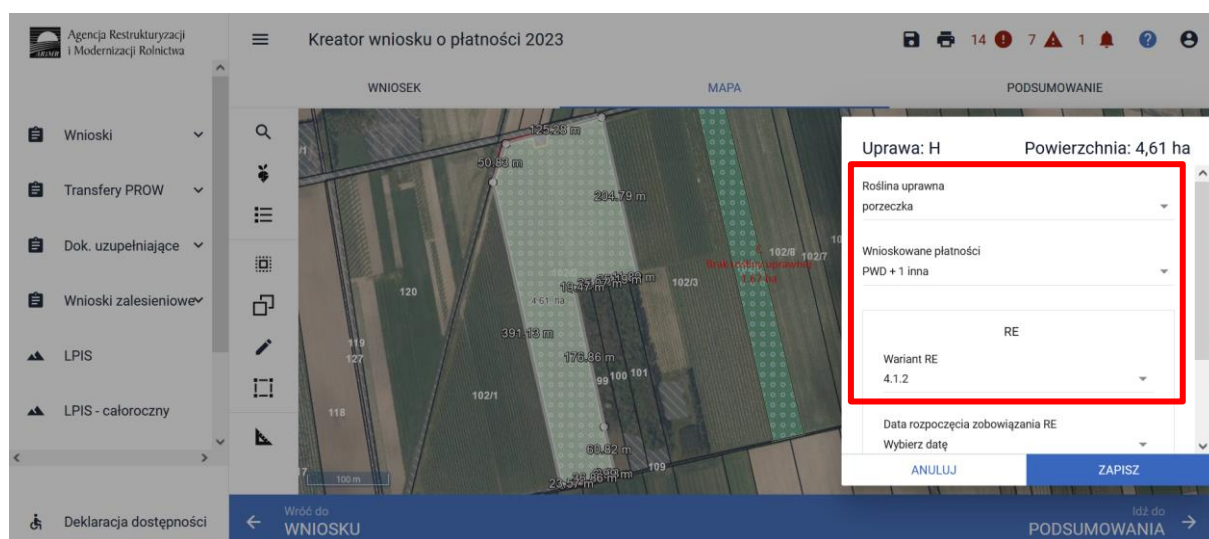 Agencja Restrukturyzacji
i Modernizacji Rolnictwa
ARiMR
Kreator wniosku o płatności 2023
14
7
1
WNIOSEK
MAPA
PODSUMOWANIE
Wnioski
Transfery PROW
Dok. uzupełniające
Wnioski zalesieniowe
LPIS
LPIS - całoroczny
Deklaracja dostępności
125.28 m
50.83 m
204.79 m
102/8
102/7
102/3
120
4.61 ha
391.13 m
119
127
176.86 m
99
100
101
102/1
118
60.82 m
109
100 m
Uprawa: H
Powierzchnia: 4,61 ha
Roślina uprawna
porzeczka
Wnioskowane płatności
PWD + 1 inna
RE
Wariant RE
4.1.2
Data rozpoczęcia zobowiązania RE
Wybierz datę
ANULUJ
ZAPISZ
Wróć do
WNIOSKU
Idź do
PODSUMOWANIA